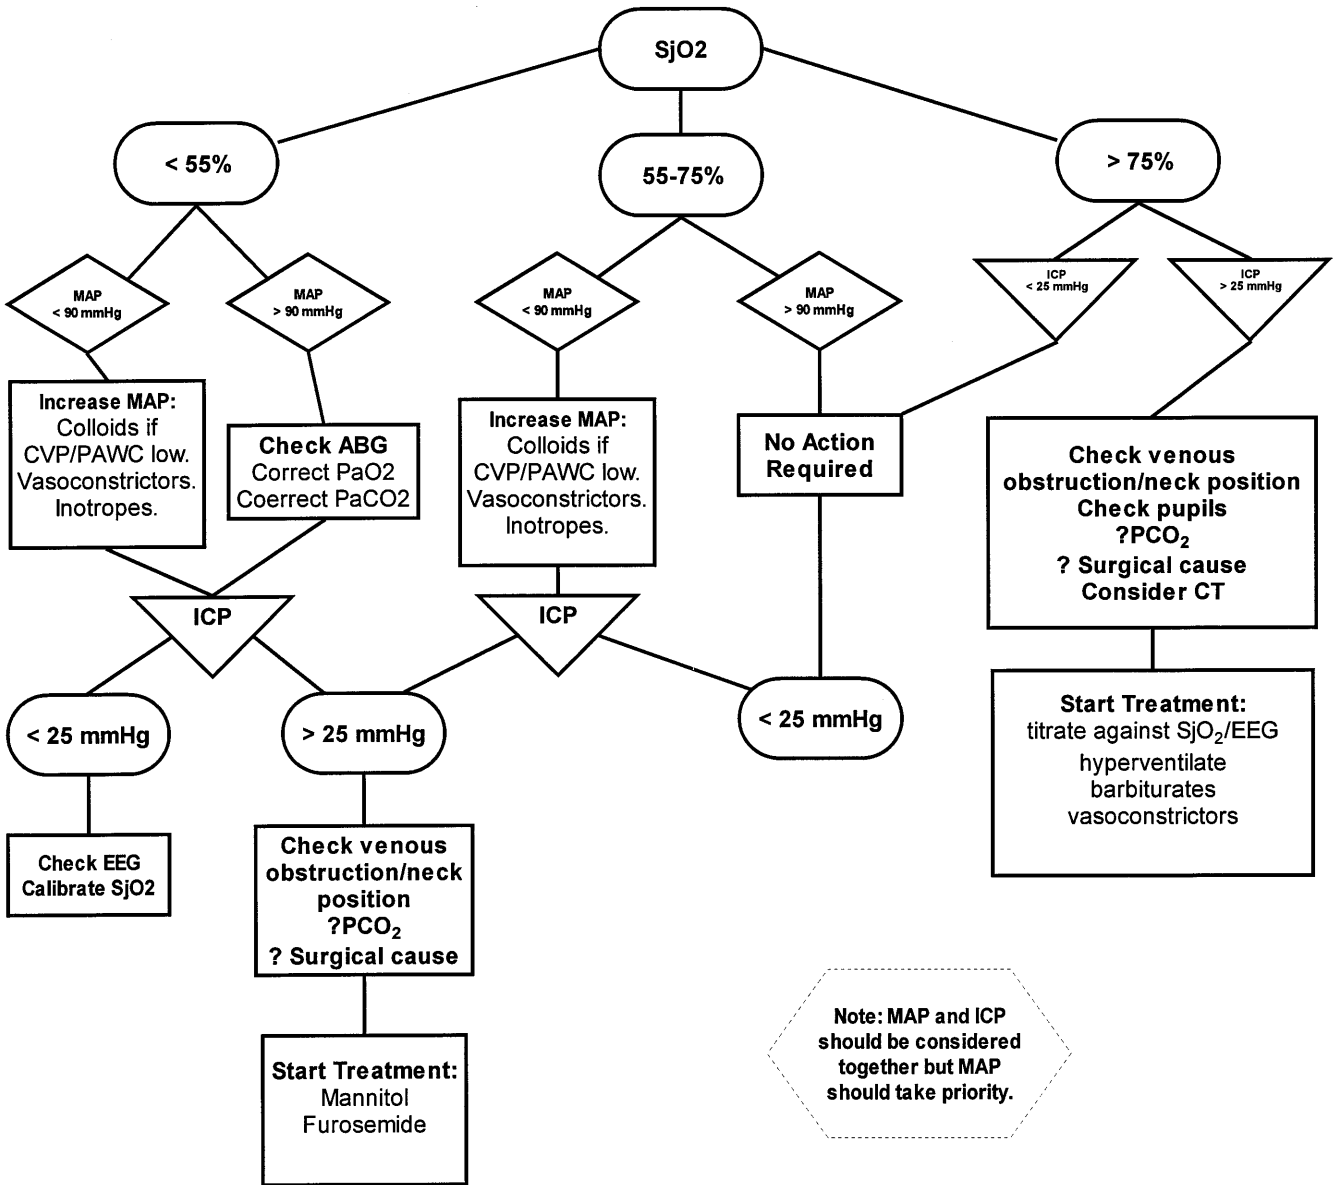 SjO2
< 55%
55-75%
> 75%
MAP
< 90 mmHg
MAP
> 90 mmHg
MAP
< 90 mmHg
MAP
> 90 mmHg
ICP
< 25 mmHg
ICP
> 25 mmHg
Increase MAP:
Colloids if
CVP/PAWC low.
Vasoconstrictors.
Inotropes.
Check ABG
Correct PaO2
Coerrect PaCO2
Increase MAP:
Colloids if
CVP/PAWC low.
Vasoconstrictors.
Inotropes.
No Action
Required
Check venous
obstruction/neck position
Check pupils
?PCO₂
? Surgical cause
Consider CT
ICP
ICP
< 25 mmHg
> 25 mmHg
< 25 mmHg
Start Treatment:
titrate against SjO₂/EEG
hyperventilate
barbiturates
vasoconstrictors
Check EEG
Calibrate SjO2
Check venous
obstruction/neck
position
?PCO₂
? Surgical cause
Start Treatment:
Mannitol
Furosemide
Note: MAP and ICP
should be considered
together but MAP
should take priority.